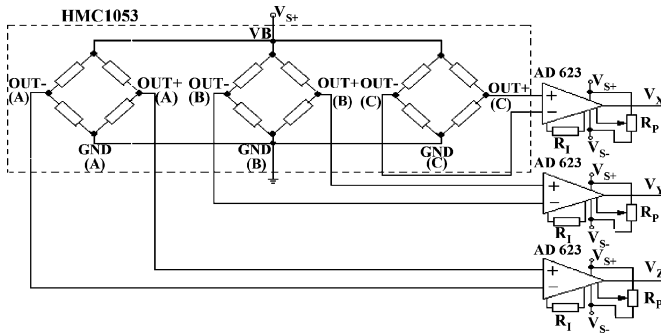 HMC1053
VS+
VB
OUT- (A)
OUT+ (A)
OUT- (B)
OUT+ (B)
OUT- (C)
OUT+ (C)
GND (A)
GND (B)
GND (C)
AD 623
VS+
VX
+
−
RI
RP
VS-
AD 623
VS+
VY
+
−
RI
RP
VS-
AD 623
VS+
VZ
+
−
RI
RP
VS-